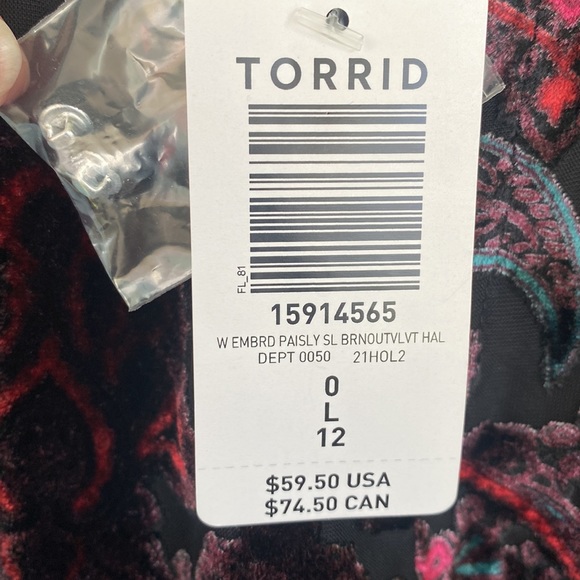 TORRID
FL_81
15914565
W EMBRD PAISLY SL BRNOUTVLVT HAL
DEPT 0050 21HOL2
0
L
12
$59.50 USA
$74.50 CAN